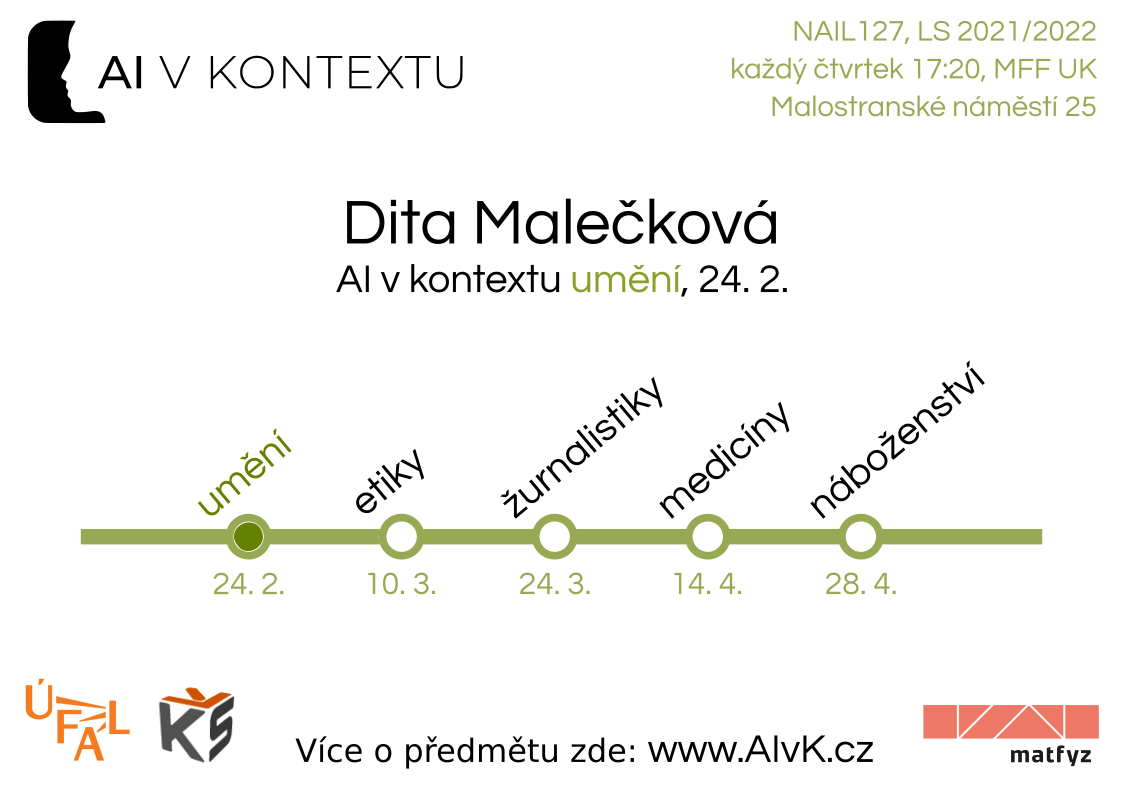 AI V KONTEXTU
NAIL127, LS 2021/2022
každý čtvrtek 17:20, MFF UK
Malostranské náměstí 25
Dita Malečková
AI v kontextu umění, 24. 2.
umění
etiky
žurnalistiky
medicíny
náboženství
24. 2.
10. 3.
24. 3.
14. 4.
28. 4.
ÚFAL
KŠ
Více o předmětu zde: www.AIvK.cz
matfyz